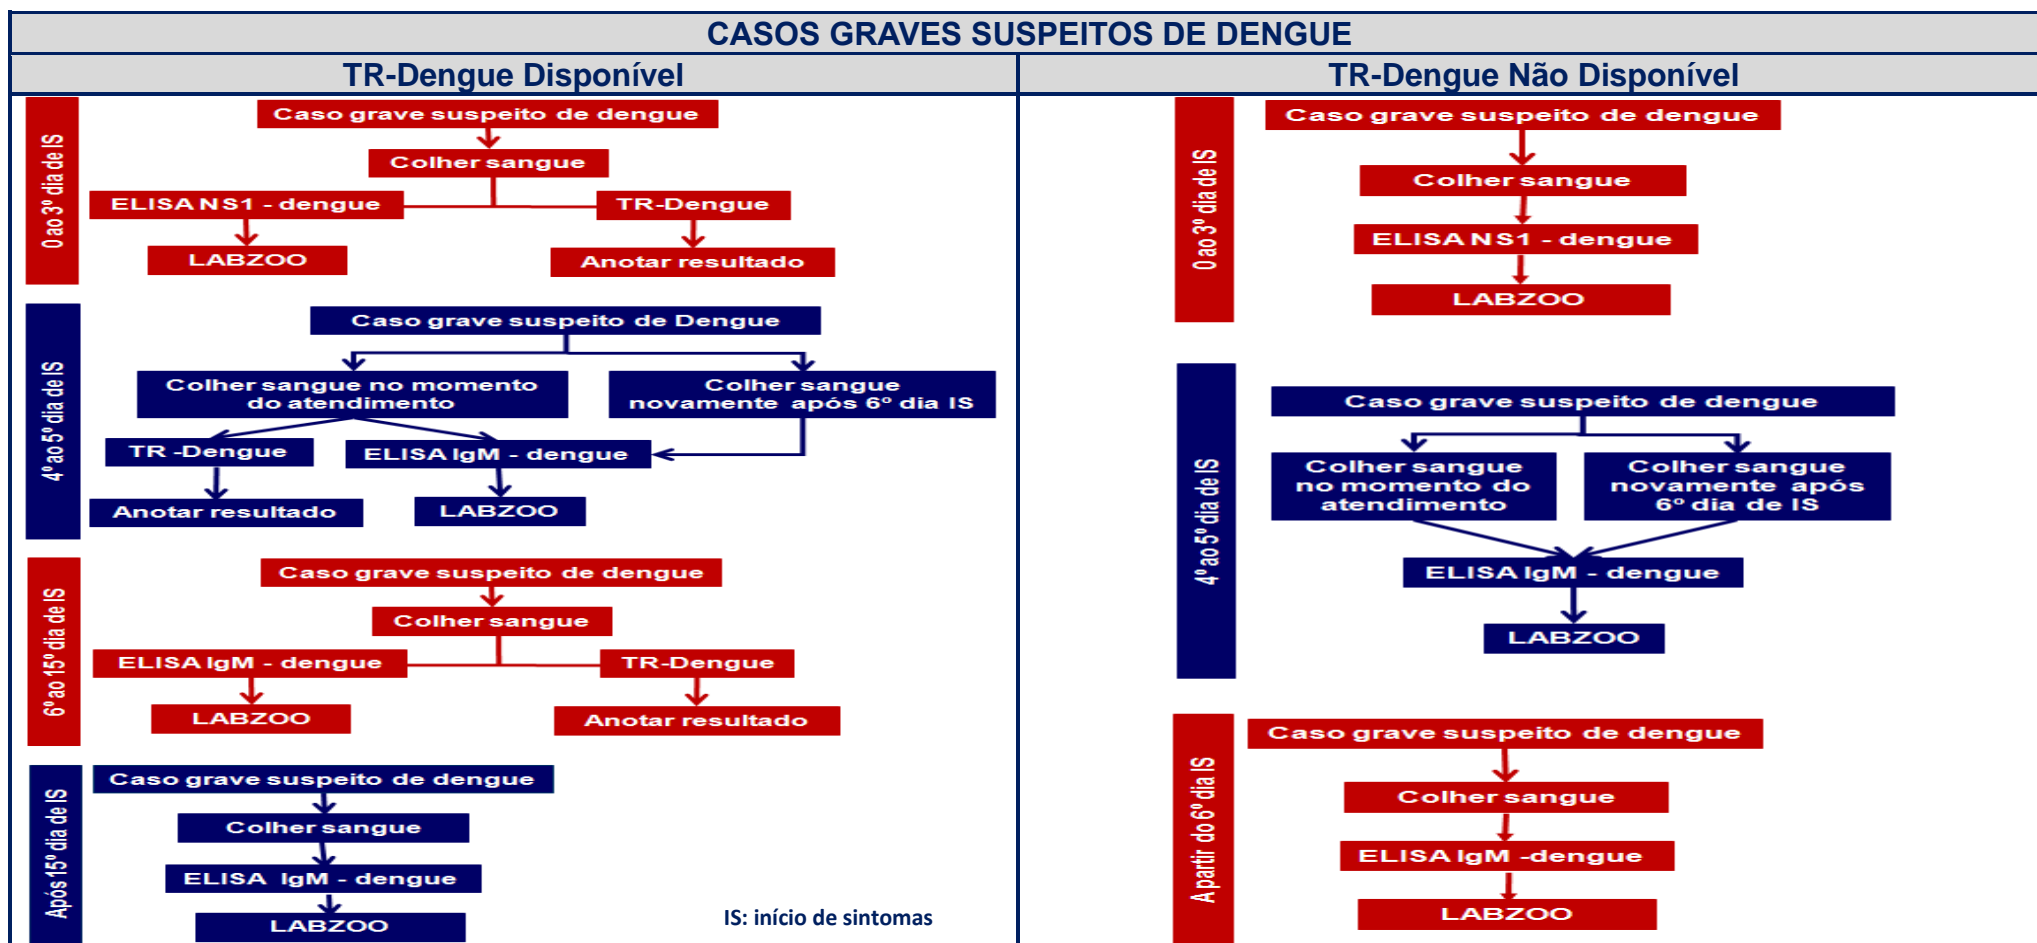 CASOS GRAVES SUSPEITOS DE DENGUE
TR-Dengue Disponível
0 ao 3º dia de IS
Caso grave suspeito de dengue
Colher sangue
ELISA NS1 - dengue
TR-Dengue
LABZOO
Anotar resultado
4º ao 5º dia de IS
Caso grave suspeito de Dengue
Colher sangue no momento
do atendimento
Colher sangue
novamente após 6º dia IS
TR -Dengue
ELISA IgM - dengue
Anotar resultado
LABZOO
6º ao 15º dia de IS
Caso grave suspeito de dengue
Colher sangue
ELISA IgM - dengue
TR-Dengue
LABZOO
Anotar resultado
Após 15º dia de IS
Caso grave suspeito de dengue
Colher sangue
ELISA IgM - dengue
LABZOO
IS: início de sintomas
TR-Dengue Não Disponível
0 ao 3º dia de IS
Caso grave suspeito de dengue
Colher sangue
ELISA NS1 - dengue
LABZOO
4º ao 5º dia de IS
Caso grave suspeito de dengue
Colher sangue
no momento do
atendimento
Colher sangue
novamente após
6º dia de IS
ELISA IgM - dengue
LABZOO
A partir do 6º dia IS
Caso grave suspeito de dengue
Colher sangue
ELISA IgM -dengue
LABZOO